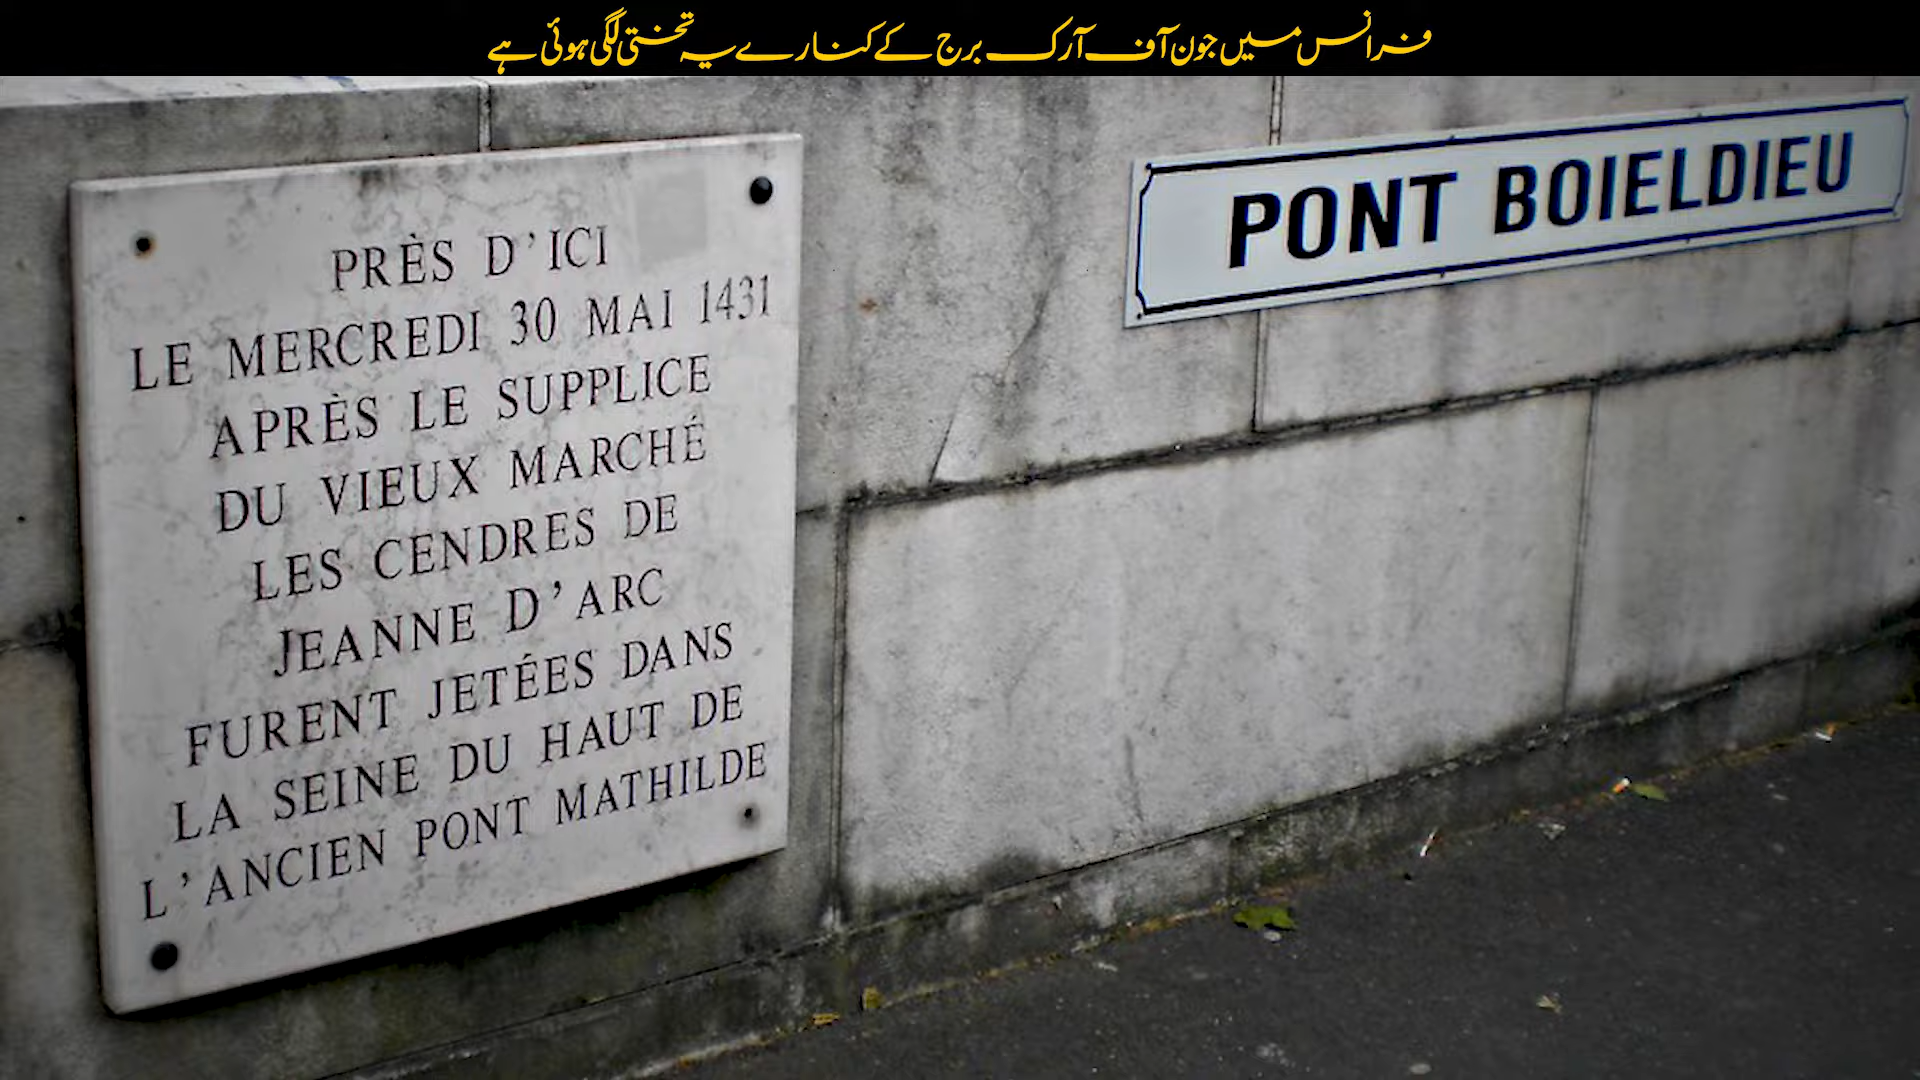 فرانس میں جون آف آرک برج کے کنارے یہ تختی لگی ہوئی ہے
PRÈS D'ICI
LE MERCREDI 30 MAI 1431
APRÈS LE SUPPLICE
DU VIEUX MARCHÉ
LES CENDRES DE
JEANNE D'ARC
FURENT JETÉES DANS
LA SEINE DU HAUT DE
L'ANCIEN PONT MATHILDE
PONT BOIELDIEU